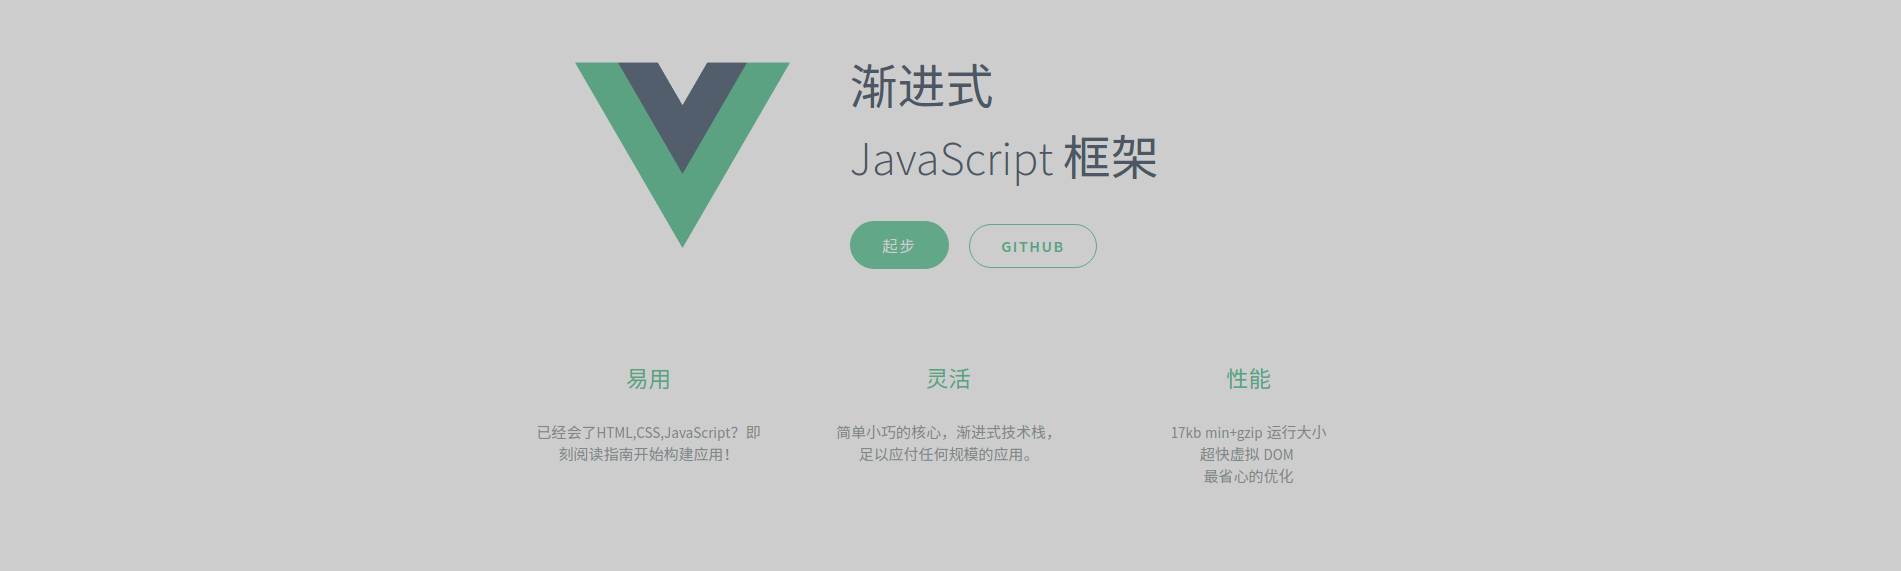 渐进式
JavaScript 框架
起步
GITHUB
易用
已经会了HTML,CSS,JavaScript？即
刻阅读指南开始构建应用！
灵活
简单小巧的核心，渐进式技术栈，
足以应付任何规模的应用。
性能
17kb min+gzip 运行大小
超快虚拟 DOM
最省心的优化